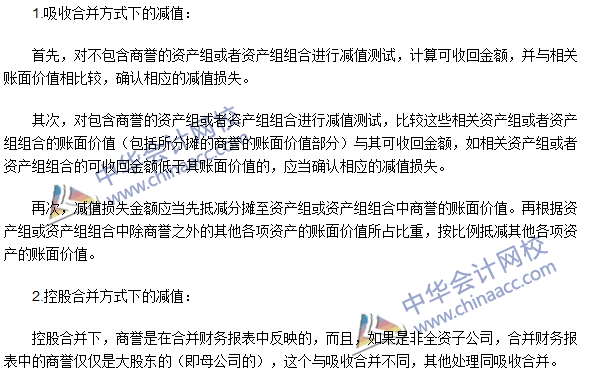 1.吸收合并方式下的减值：
首先，对不包含商誉的资产组或者资产组组合进行减值测试，计算可收回金额，并与相关
账面价值相比较，确认相应的减值损失。
其次，对包含商誉的资产组或者资产组组合进行减值测试，比较这些相关资产组或者资产
组组合的账面价值（包括所分摊的商誉的账面价值部分）与其可收回金额，如相关资产组或者
资产组组合的可收回金额低于其账面价值的，应当确认相应的减值损失。
再次，减值损失金额应当先抵减分摊至资产组或资产组组合中商誉的账面价值。再根据资
产组或资产组组合中除商誉之外的其他各项资产的账面价值所占比重，按比例抵减其他各项资
产的账面价值。
2.控股合并方式下的减值：
控股合并下，商誉是在合并财务报表中反映的，而且，如果是非全资子公司，合并财务报
表中的商誉仅仅是大股东的（即母公司的），这个与吸收合并不同，其他处理同吸收合并。
中华会计网校
www.chinaacc.com
中华会计网校
www.chinaacc.com